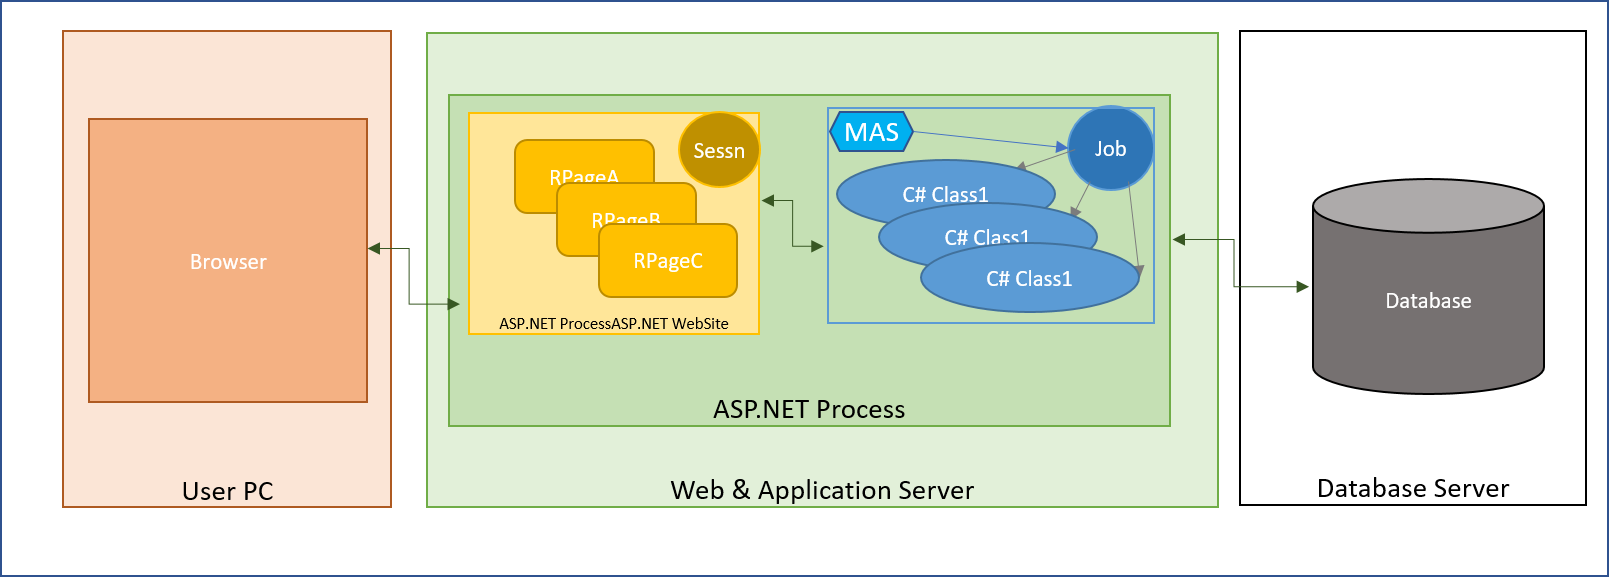 Browser
User PC
RPageA
RPageB
RPageC
Sessn
ASP.NET ProcessASP.NET WebSite
MAS
Job
C# Class1
C# Class1
C# Class1
ASP.NET Process
Web & Application Server
Database
Database Server